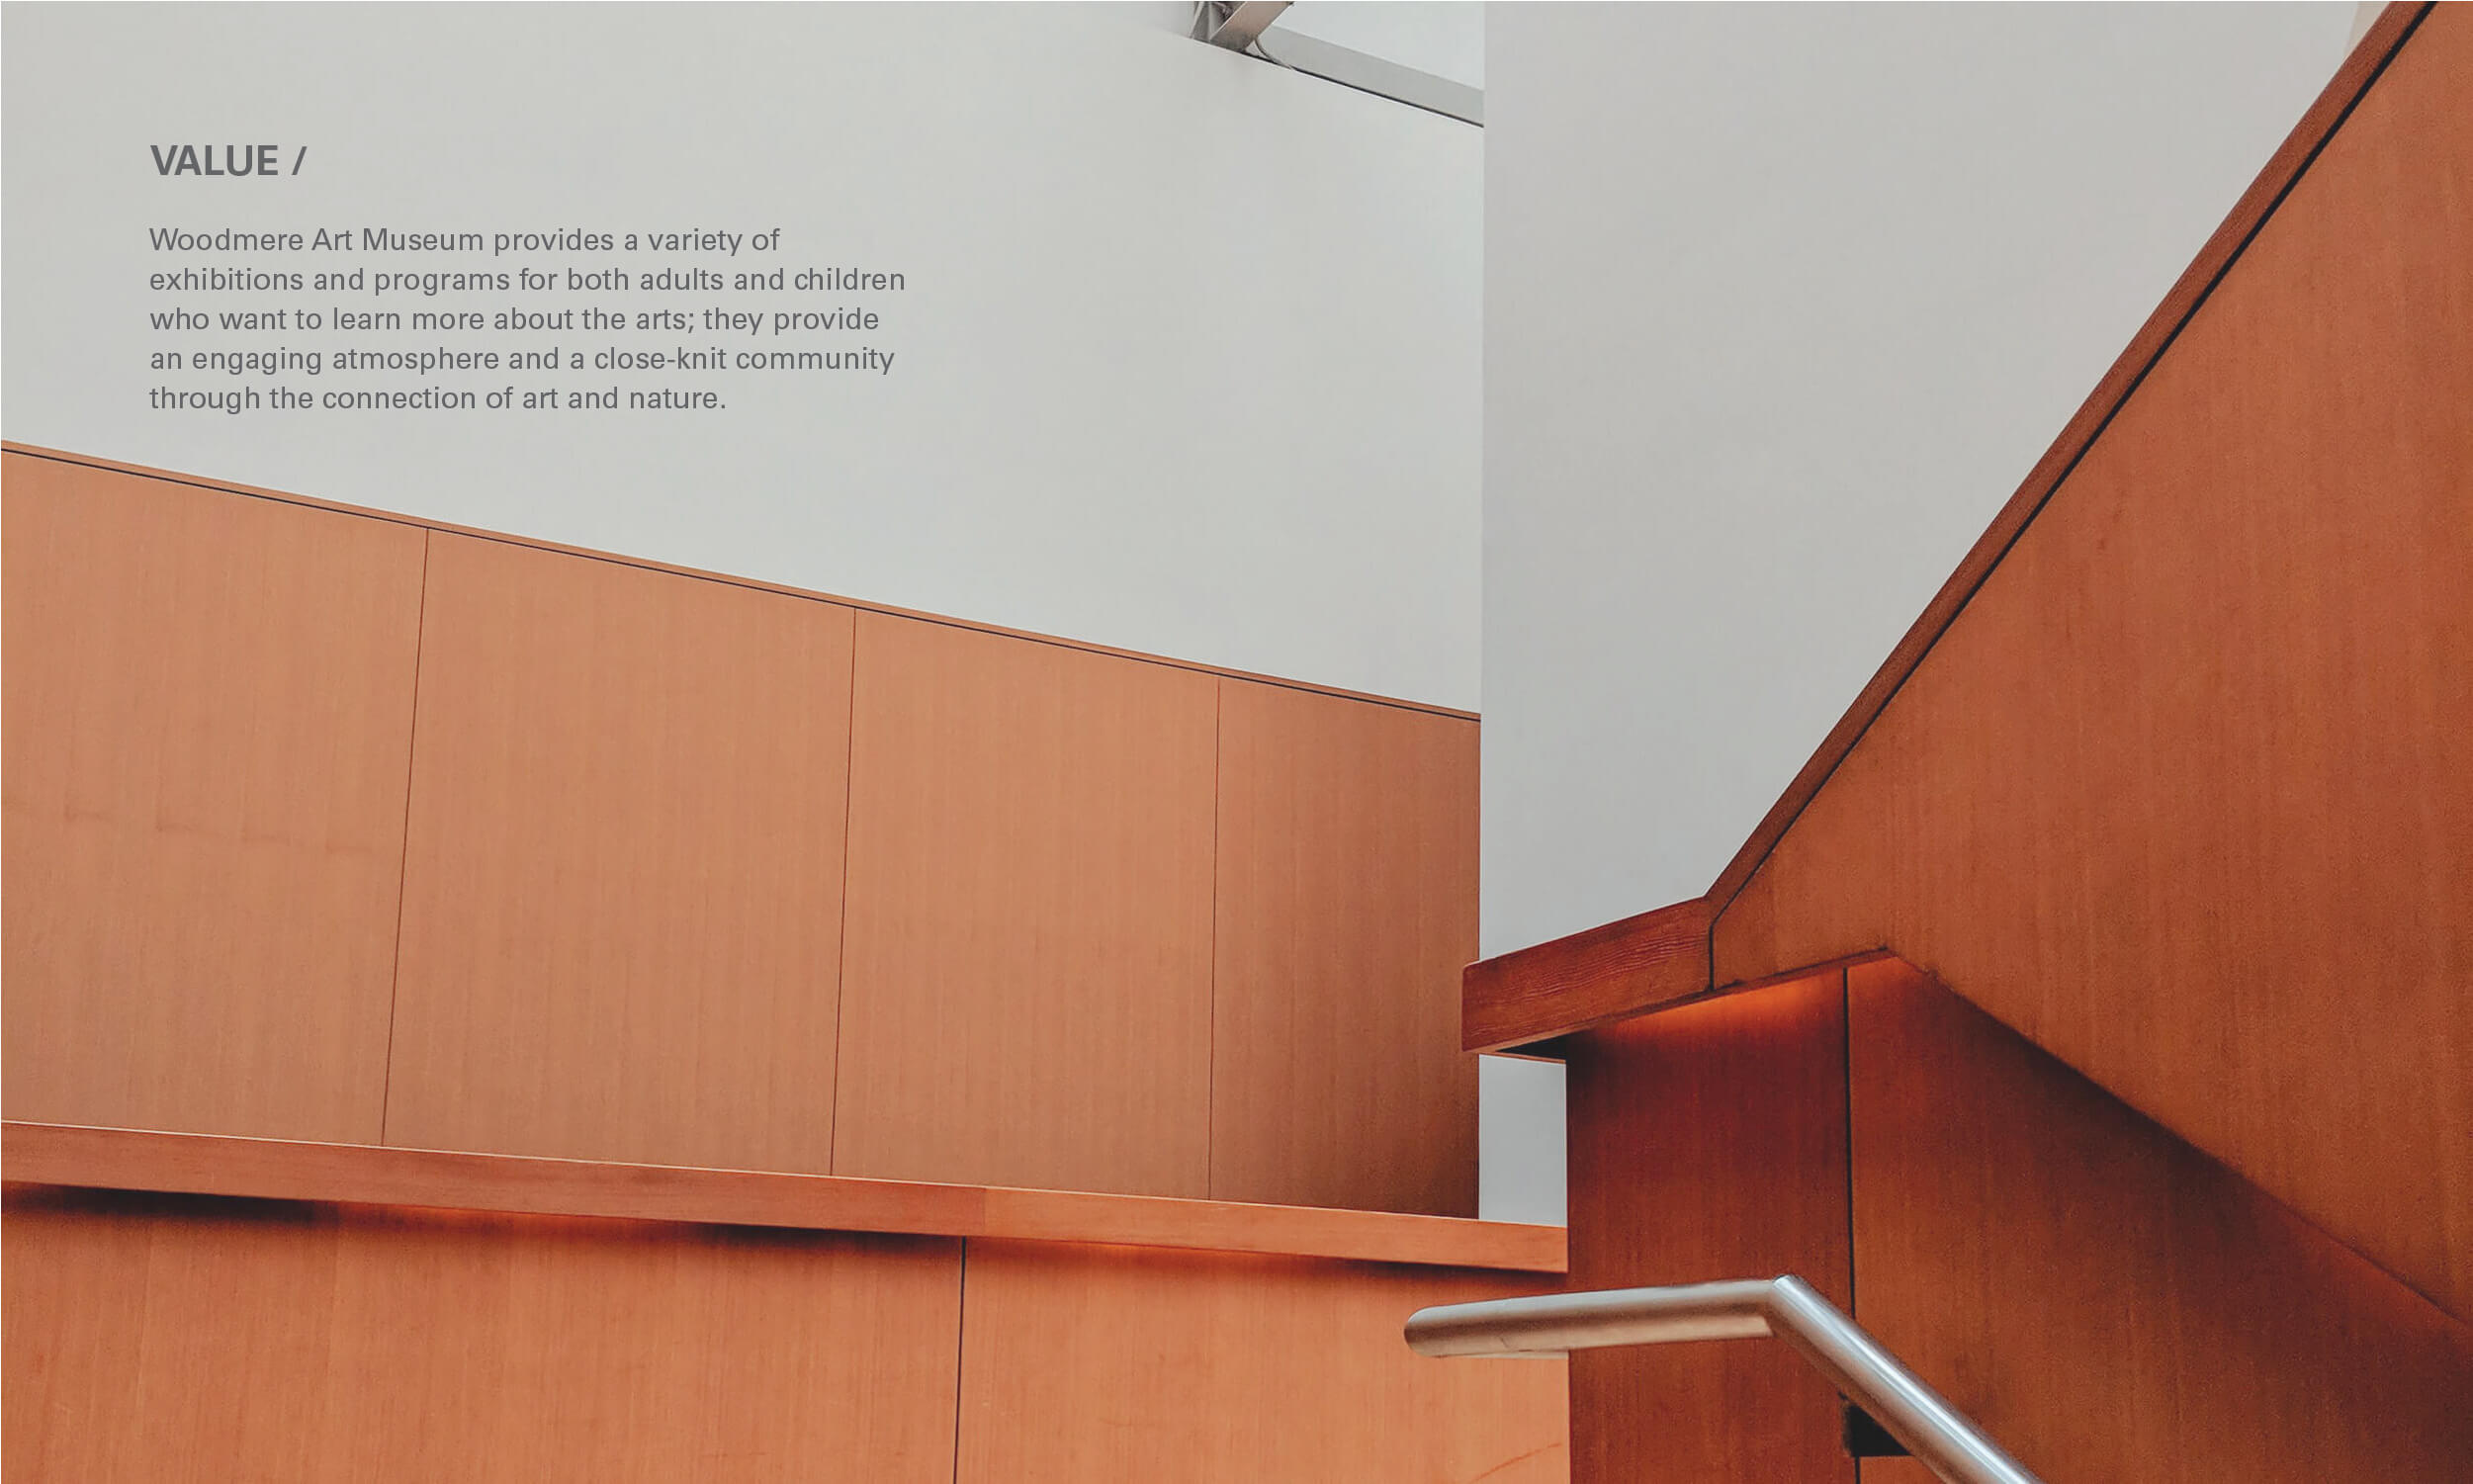 VALUE /
Woodmere Art Museum provides a variety of
exhibitions and programs for both adults and children
who want to learn more about the arts; they provide
an engaging atmosphere and a close-knit community
through the connection of art and nature.